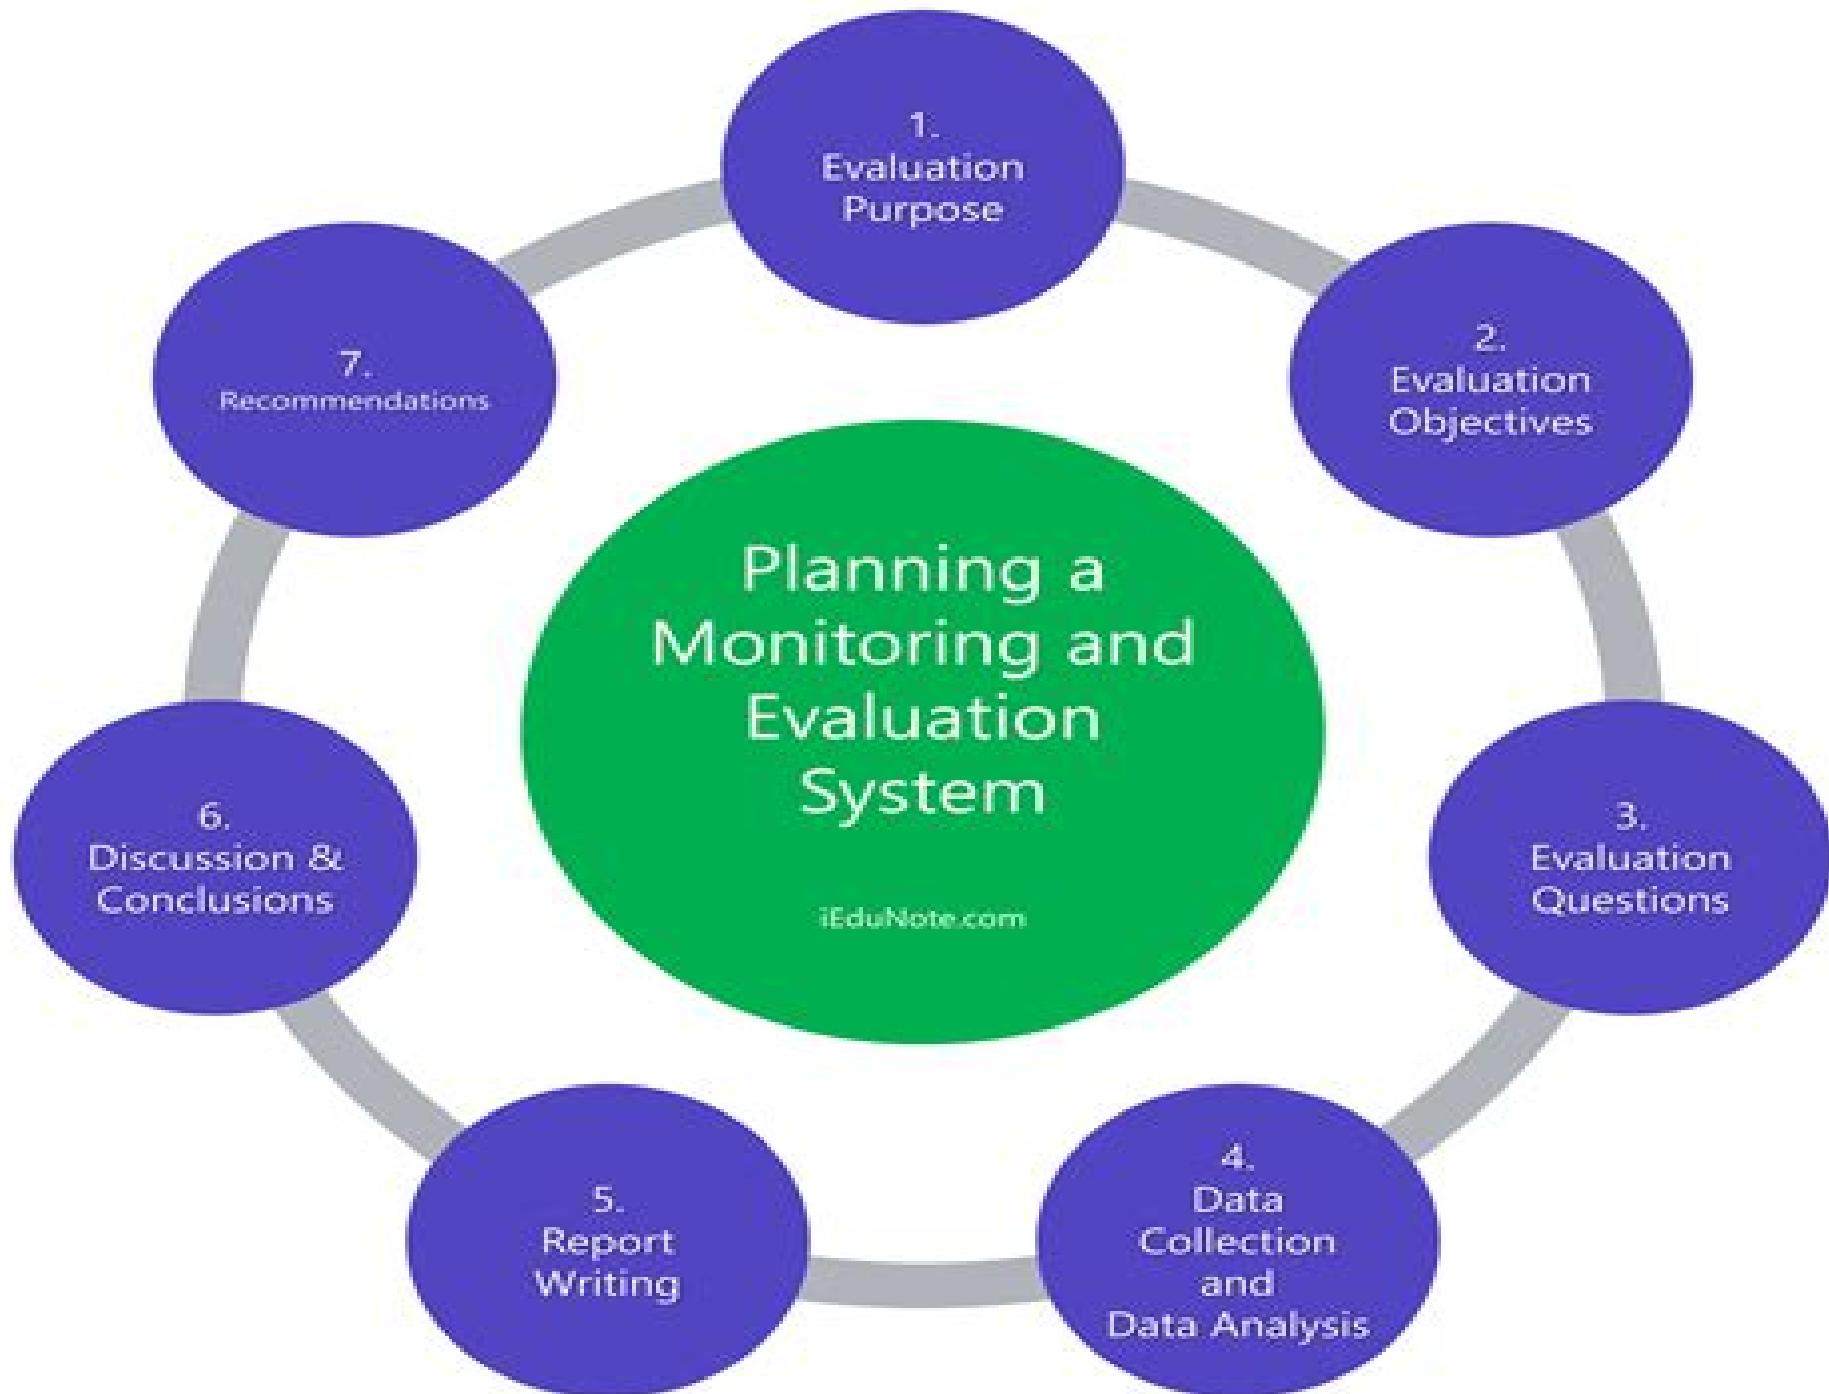 1.
Evaluation
Purpose
2.
Evaluation
Objectives
3.
Evaluation
Questions
4.
Data
Collection
and
Data Analysis
5.
Report
Writing
6.
Discussion &
Conclusions
7.
Recommendations
Planning a
Monitoring and
Evaluation
System
iEduNote.com